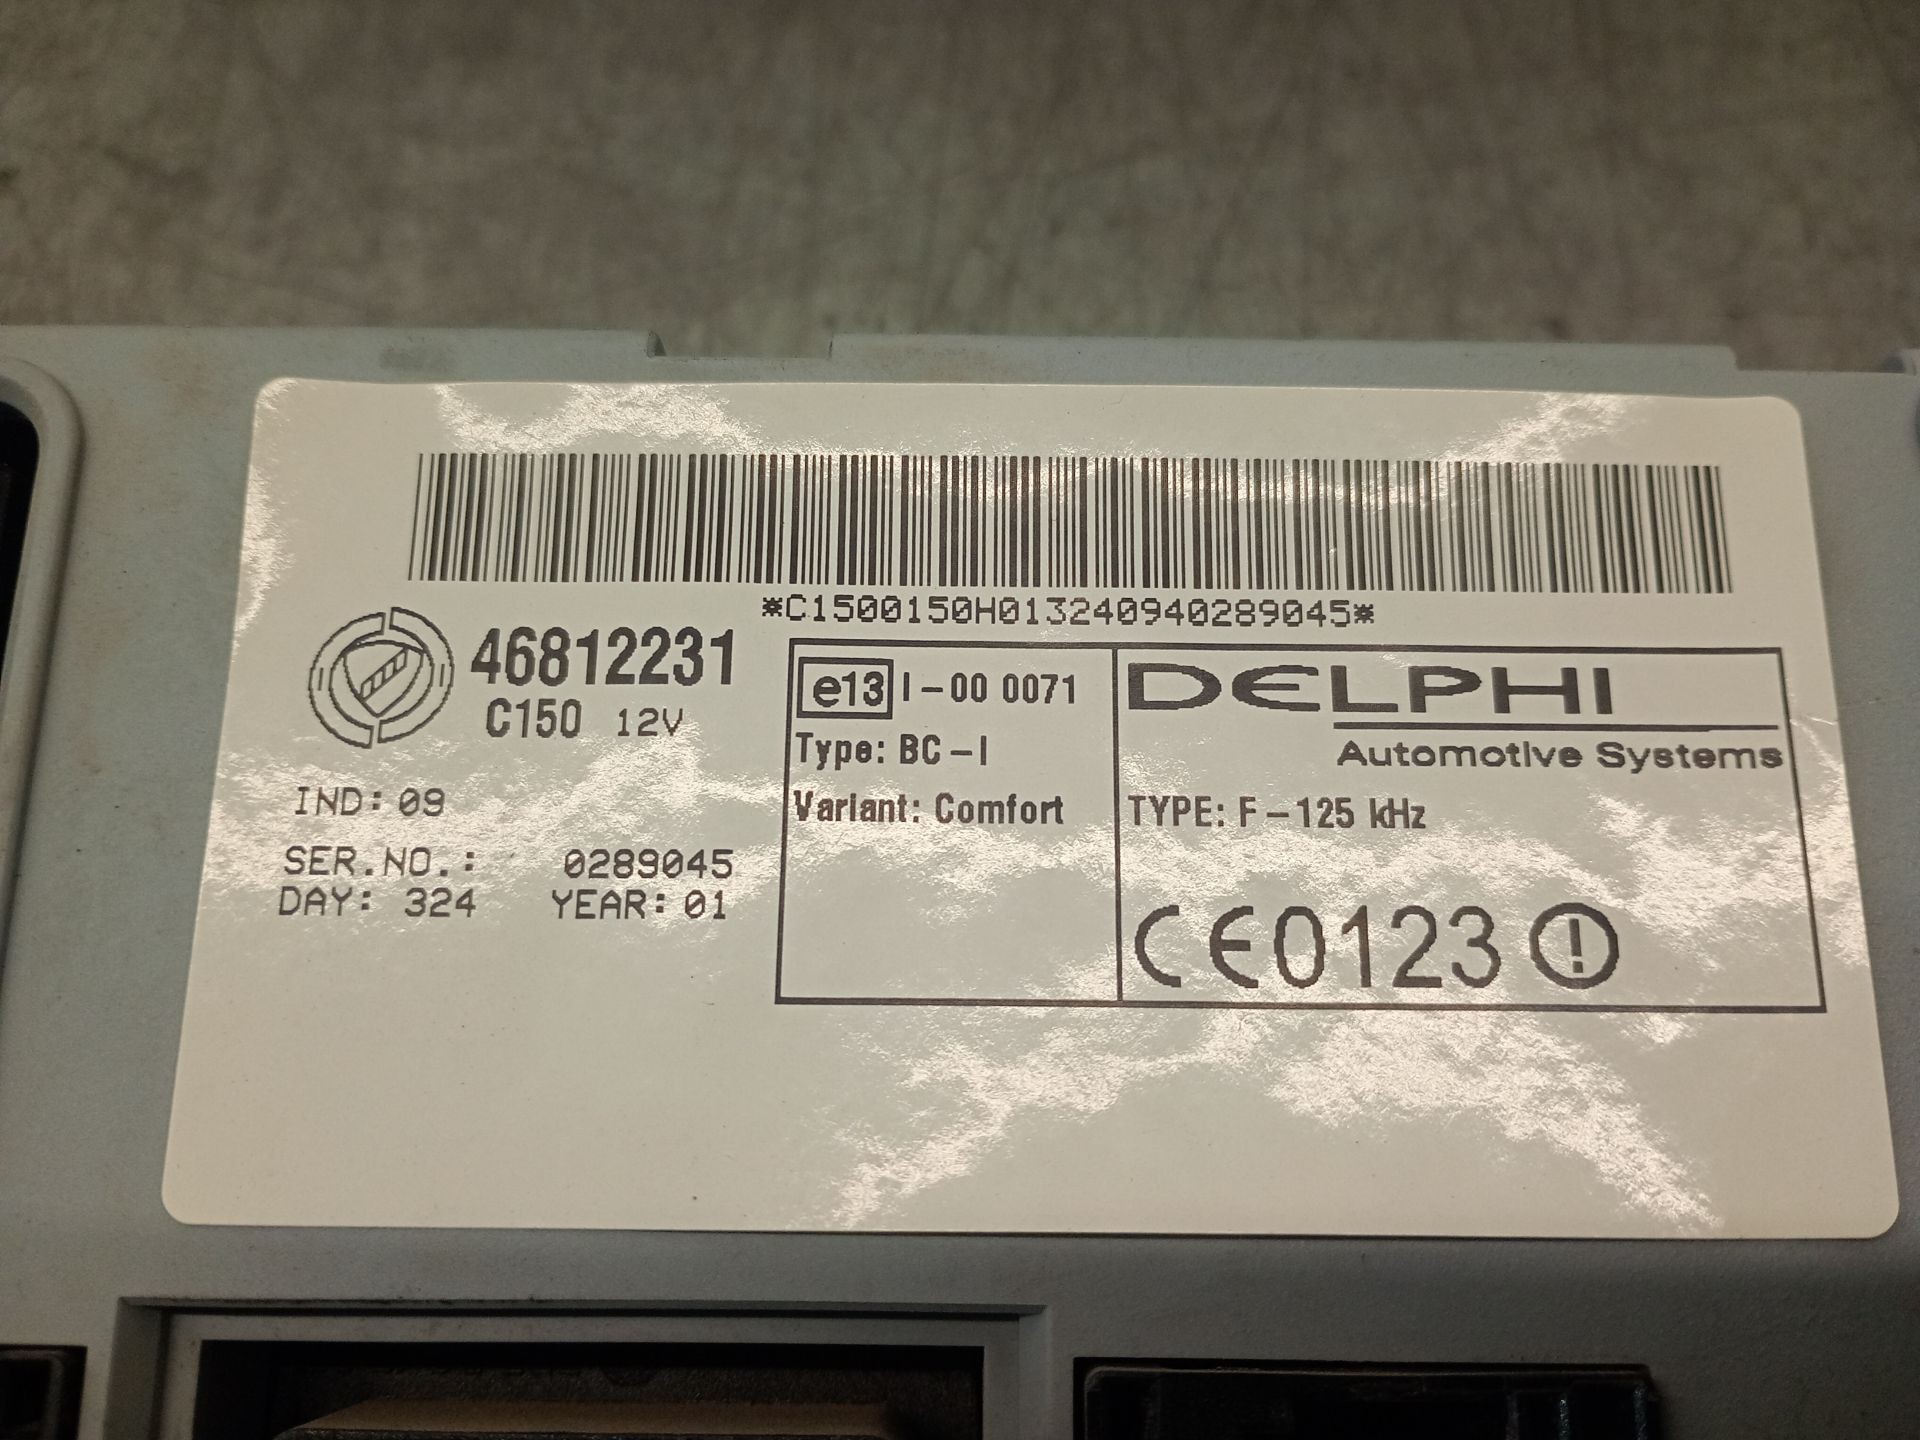 *C1500150H013240940289045*
46812231
C150 12V
IND: 09
SER.NO.: 0289045
DAY: 324 YEAR: 01
e13 I-00 0071
Type: BC-I
Variant: Comfort
DELPHI
Automotive Systems
TYPE: F-125 kHz
CE0123 !